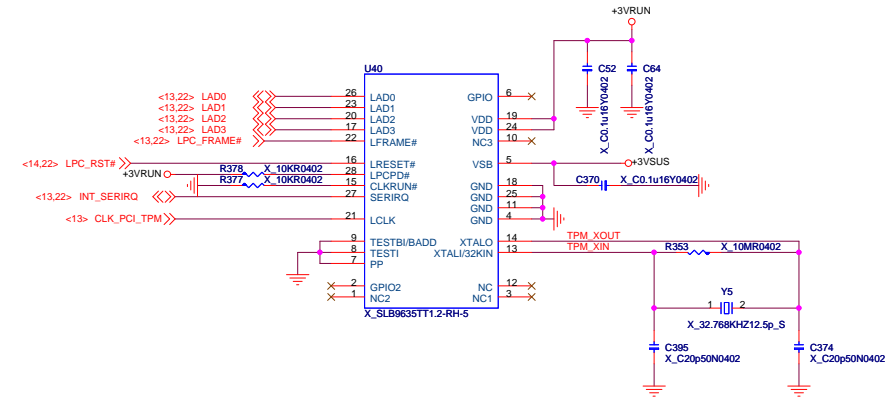 +3VRUN
U40
C52
C64
X_C0.1u16Y0402
X_C0.1u16Y0402
<13,22> LAD0 26 LAD0 GPIO 6
<13,22> LAD1 23 LAD1
<13,22> LAD2 20 LAD2 VDD 19
<13,22> LAD3 17 LAD3 VDD 24
<13,22> LPC_FRAME# 22 LFRAME# NC3 10
<14,22> LPC_RST# 16 LRESET# VSB 5 +3VSUS
+3VRUN R378 X_10KR0402 28 LPCPD#
R377 X_10KR0402 15 CLKRUN#
C370 X_C0.1u16Y0402
GND 18
<13,22> INT_SERIRQ 27 SERIRQ GND 25
GND 11
<13> CLK_PCI_TPM 21 LCLK GND 4
9 TESTBI/BADD XTALO 14 TPM_XOUT
8 TESTI XTALI/32KIN 13 TPM_XIN R353 X_10MR0402
7 PP
2 GPIO2 NC 12
1 NC2 NC1 3
X_SLB9635TT1.2-RH-5
Y5
1 2
X_32.768KHZ12.5p_S
C395
X_C20p50N0402
C374
X_C20p50N0402